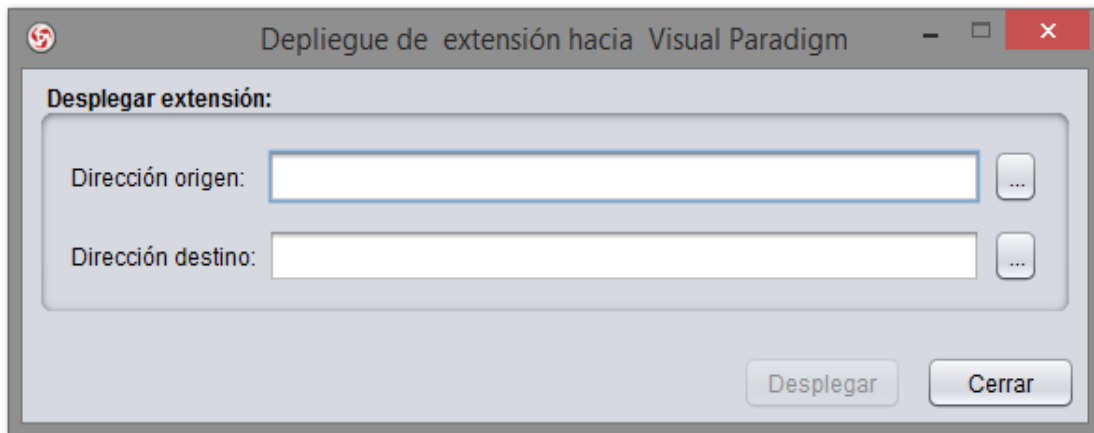 Depliegue de extensión hacia Visual Paradigm
Desplegar extensión:
Dirección origen:
...
Dirección destino:
...
Desplegar Cerrar